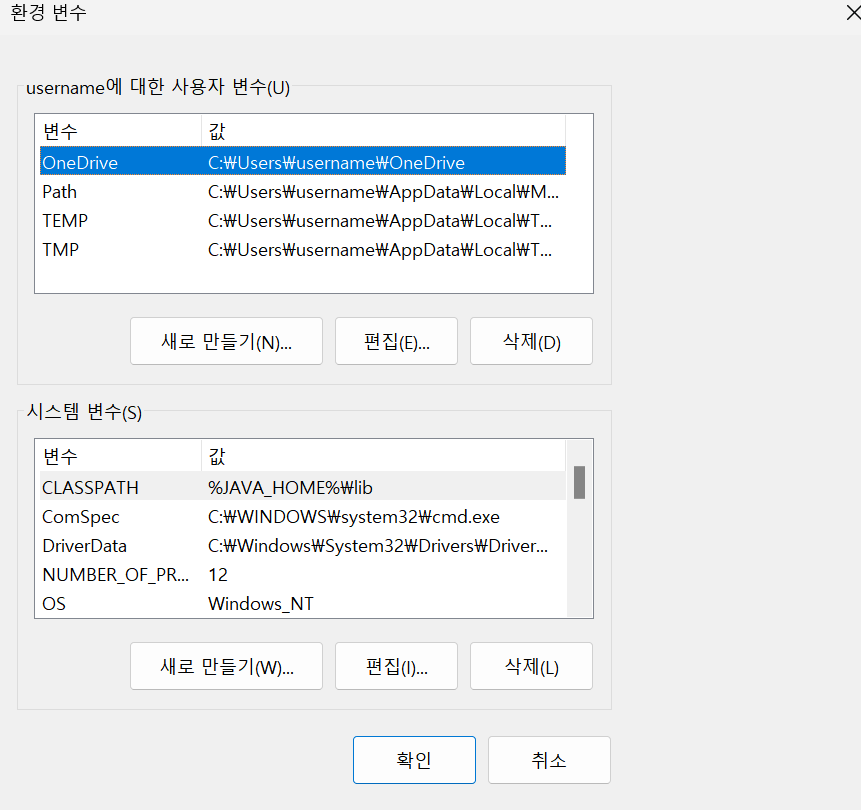 환경 변수
username에 대한 사용자 변수(U)
변수 값
OneDrive C:₩Users₩username₩OneDrive
Path C:₩Users₩username₩AppData₩Local₩M...
TEMP C:₩Users₩username₩AppData₩Local₩T...
TMP C:₩Users₩username₩AppData₩Local₩T...
새로 만들기(N)... 편집(E)... 삭제(D)
시스템 변수(S)
변수 값
CLASSPATH %JAVA_HOME%₩lib
ComSpec C:₩WINDOWS₩system32₩cmd.exe
DriverData C:₩Windows₩System32₩Drivers₩Driver...
NUMBER_OF_PR... 12
OS Windows_NT
새로 만들기(W)... 편집(I)... 삭제(L)
확인 취소